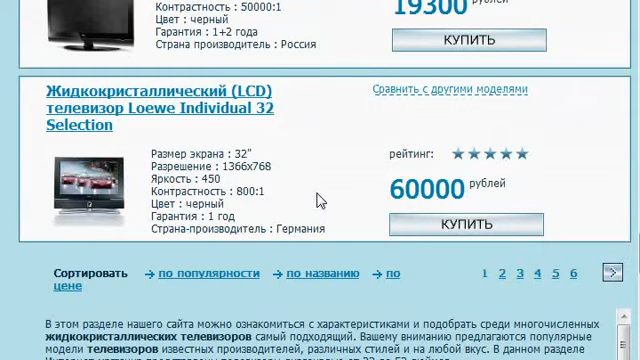 19300 рублей
Контрастность : 50000:1
Цвет : черный
Гарантия : 1+2 года
Страна производитель : Россия
КУПИТЬ
Жидкокристаллический (LCD)
телевизор Loewe Individual 32
Selection
Сравнить с другими моделями
Размер экрана : 32"
Разрешение : 1366x768
Яркость : 450
Контрастность : 800:1
Цвет : черный
Гарантия : 1 год
Страна-производитель : Германия
рейтинг:
60000 рублей
КУПИТЬ
Сортировать по популярности по названию по
цене
1 2 3 4 5 6
В этом разделе нашего сайта можно ознакомиться с характеристиками и подобрать среди многочисленных
жидкокристаллических телевизоров самый подходящий. Вашему вниманию предлагаются популярные
модели телевизоров известных производителей, различных стилей и на любой вкус. В данном разделе